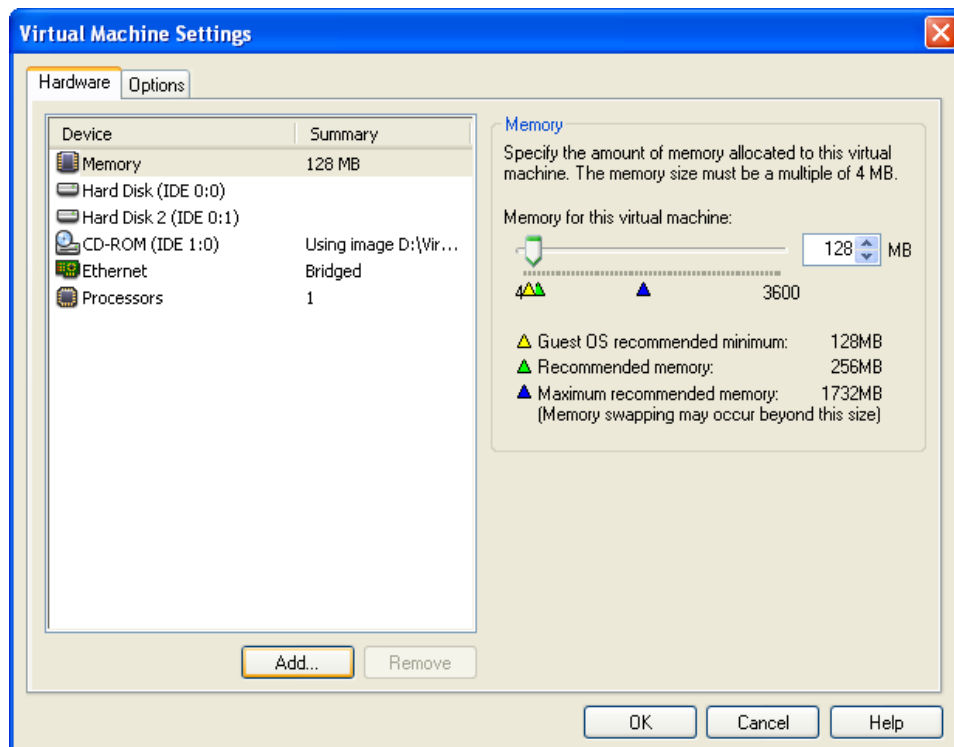 Virtual Machine Settings
Hardware Options
Device Summary
Memory 128 MB
Hard Disk (IDE 0:0)
Hard Disk 2 (IDE 0:1)
CD-ROM (IDE 1:0) Using image D:\Vir...
Ethernet Bridged
Processors 1
Add... Remove
Memory
Specify the amount of memory allocated to this virtual
machine. The memory size must be a multiple of 4 MB.
Memory for this virtual machine:
128 MB
4 3600
Guest OS recommended minimum: 128MB
Recommended memory: 256MB
Maximum recommended memory: 1732MB
(Memory swapping may occur beyond this size)
OK Cancel Help